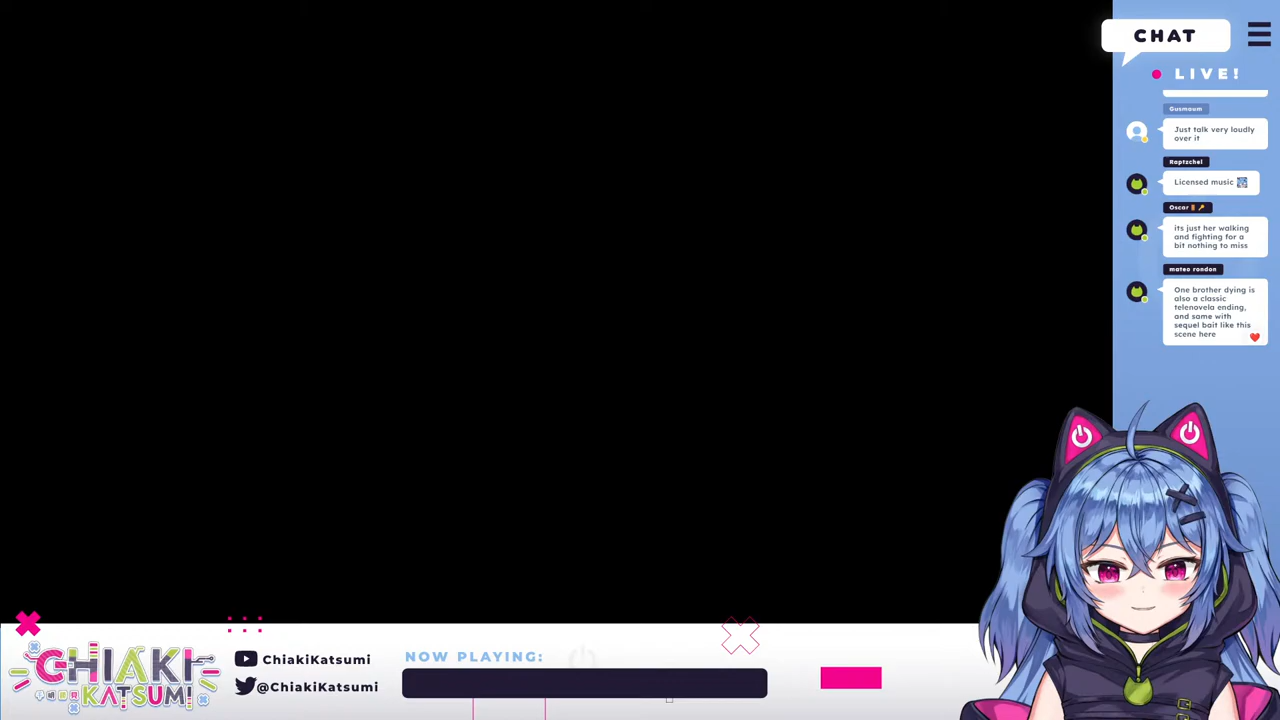 CHAT
LIVE!
Gusmaum
Just talk very loudly
over it
Raptzchel
Licensed music
Oscar
its just her walking
and fighting for a
bit nothing to miss
mateo rondon
One brother dying is
also a classic
telenovela ending,
and same with
sequel bait like this
scene here
CHIAKI
KATSUMI
ChiakiKatsumi
@ChiakiKatsumi
NOW PLAYING: